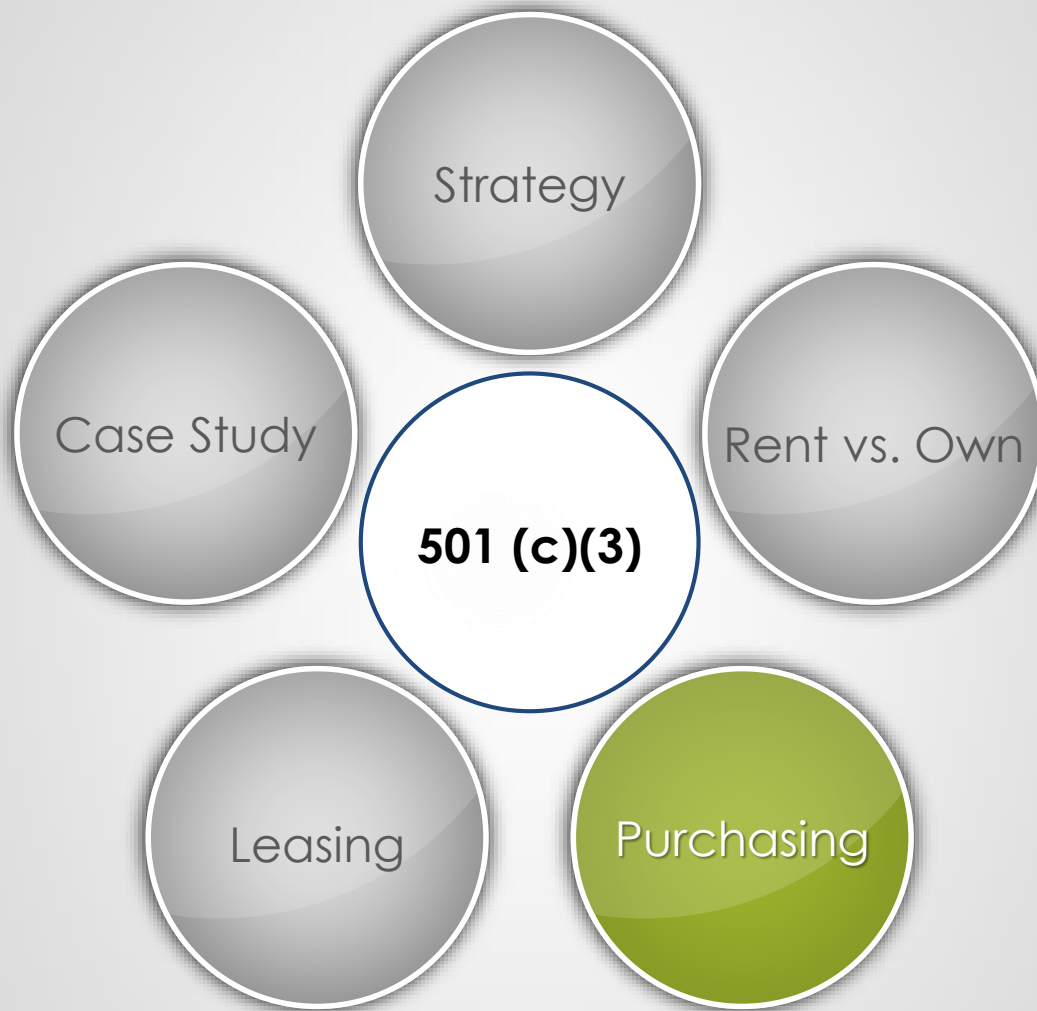 Strategy
Case Study
Rent vs. Own
501 (c)(3)
Leasing
Purchasing